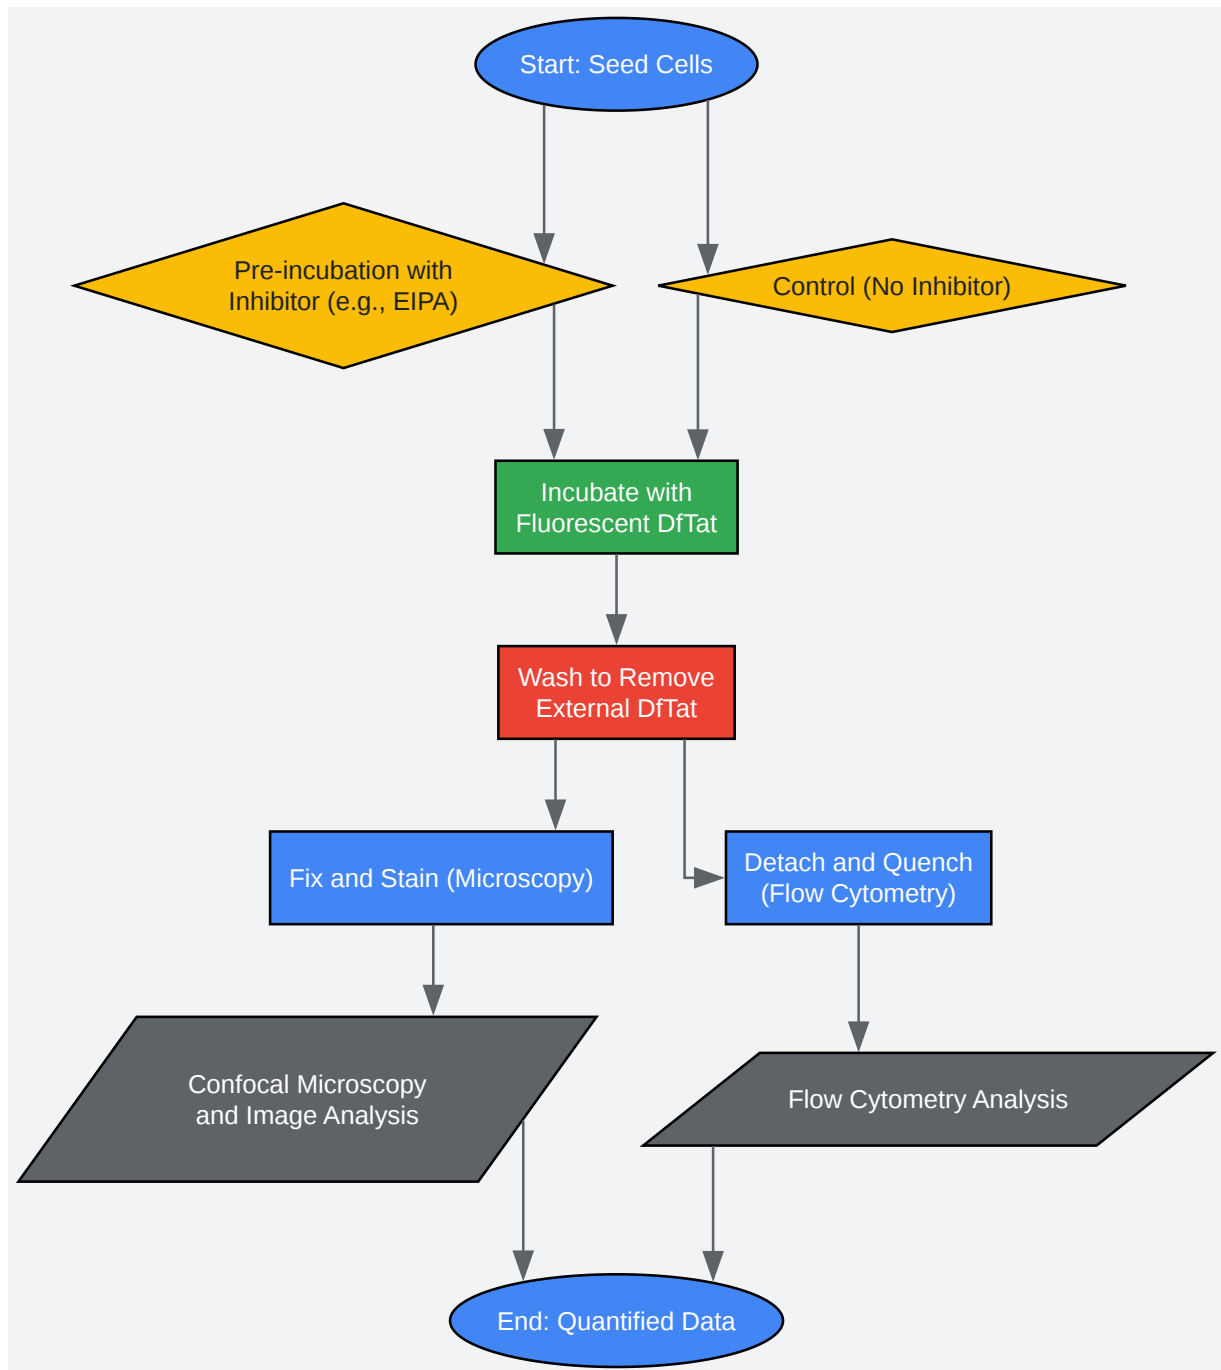 Start: Seed Cells
Pre-incubation with
Inhibitor (e.g., EIPA)
Control (No Inhibitor)
Incubate with
Fluorescent DfTat
Wash to Remove
External DfTat
Fix and Stain (Microscopy)
Detach and Quench
(Flow Cytometry)
Confocal Microscopy
and Image Analysis
Flow Cytometry Analysis
End: Quantified Data